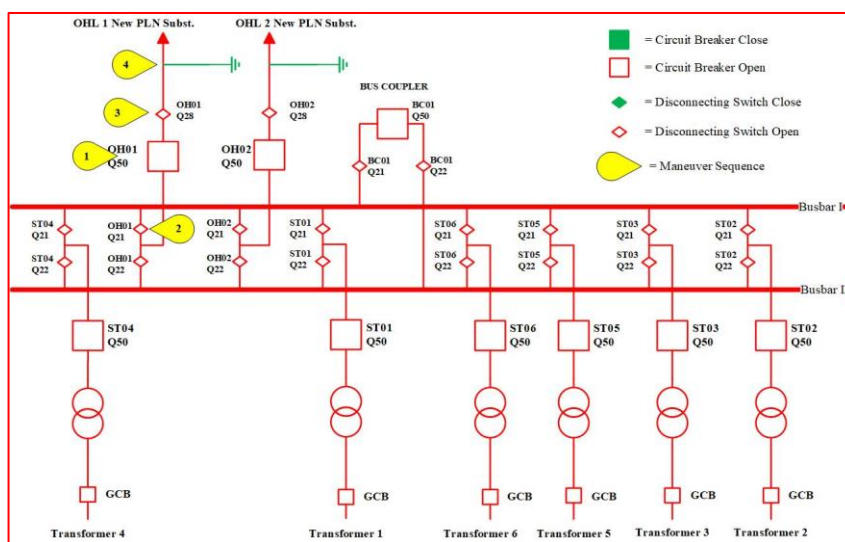 OHL 1 New PLN Subst.
OHL 2 New PLN Subst.
4
3
OH01
Q28
OH02
Q28
BUS COUPLER
BC01
Q50
1
OH01
Q50
OH02
Q50
BC01
Q21
BC01
Q22
= Circuit Breaker Close
= Circuit Breaker Open
= Disconnecting Switch Close
= Disconnecting Switch Open
= Maneuver Sequence
Busbar I
ST04
Q21
OH01
Q21
2
OH02
Q21
ST01
Q21
ST06
Q21
ST05
Q21
ST03
Q21
ST02
Q21
ST04
Q22
OH01
Q22
OH02
Q22
ST01
Q22
ST06
Q22
ST05
Q22
ST03
Q22
ST02
Q22
Busbar I
ST04
Q50
ST01
Q50
ST06
Q50
ST05
Q50
ST03
Q50
ST02
Q50
GCB
GCB
GCB
GCB
GCB
GCB
Transformer 4
Transformer 1
Transformer 6
Transformer 5
Transformer 3
Transformer 2